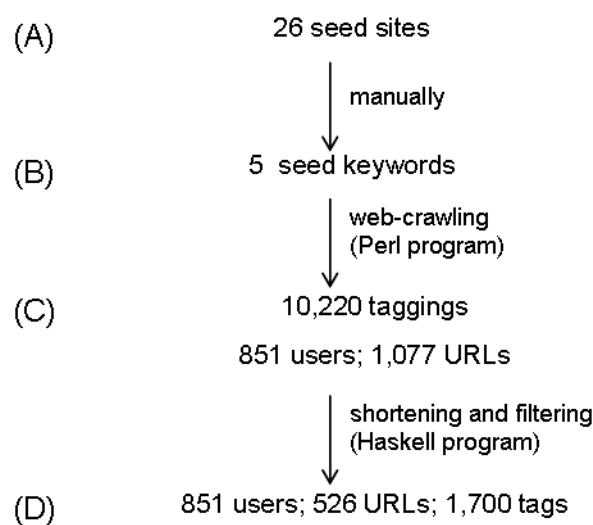 (A) 26 seed sites
manually
(B) 5 seed keywords
web-crawling
(Perl program)
(C) 10,220 taggings
851 users; 1,077 URLs
shortening and filtering
(Haskell program)
(D) 851 users; 526 URLs; 1,700 tags